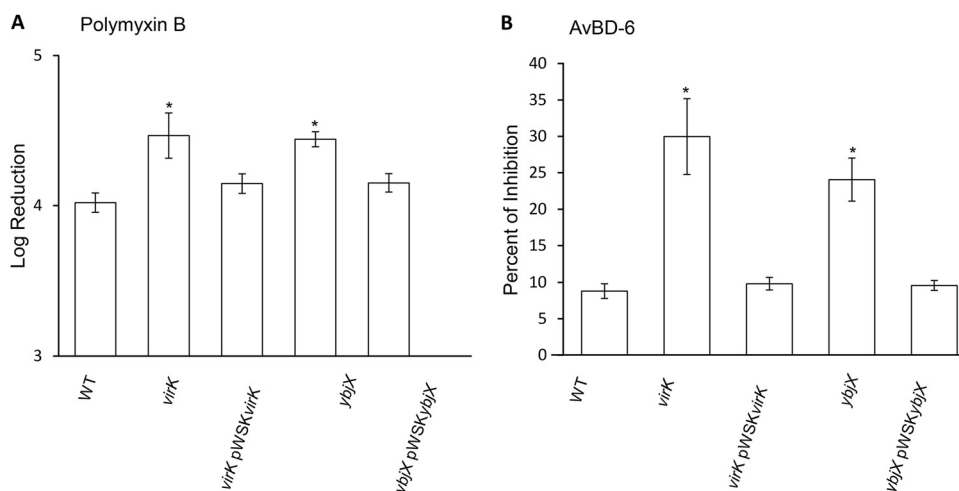 A Polymyxin B
5
4
3
Log Reduction
*
*
WT
virK
virK pWSKvirK
ybjX
ybjX pWSKybjX
B AvBD-6
40
35
30
25
20
15
10
5
0
Percent of Inhibition
*
*
WT
virK
virK pWSKvirK
ybjX
ybjX pWSKybjX